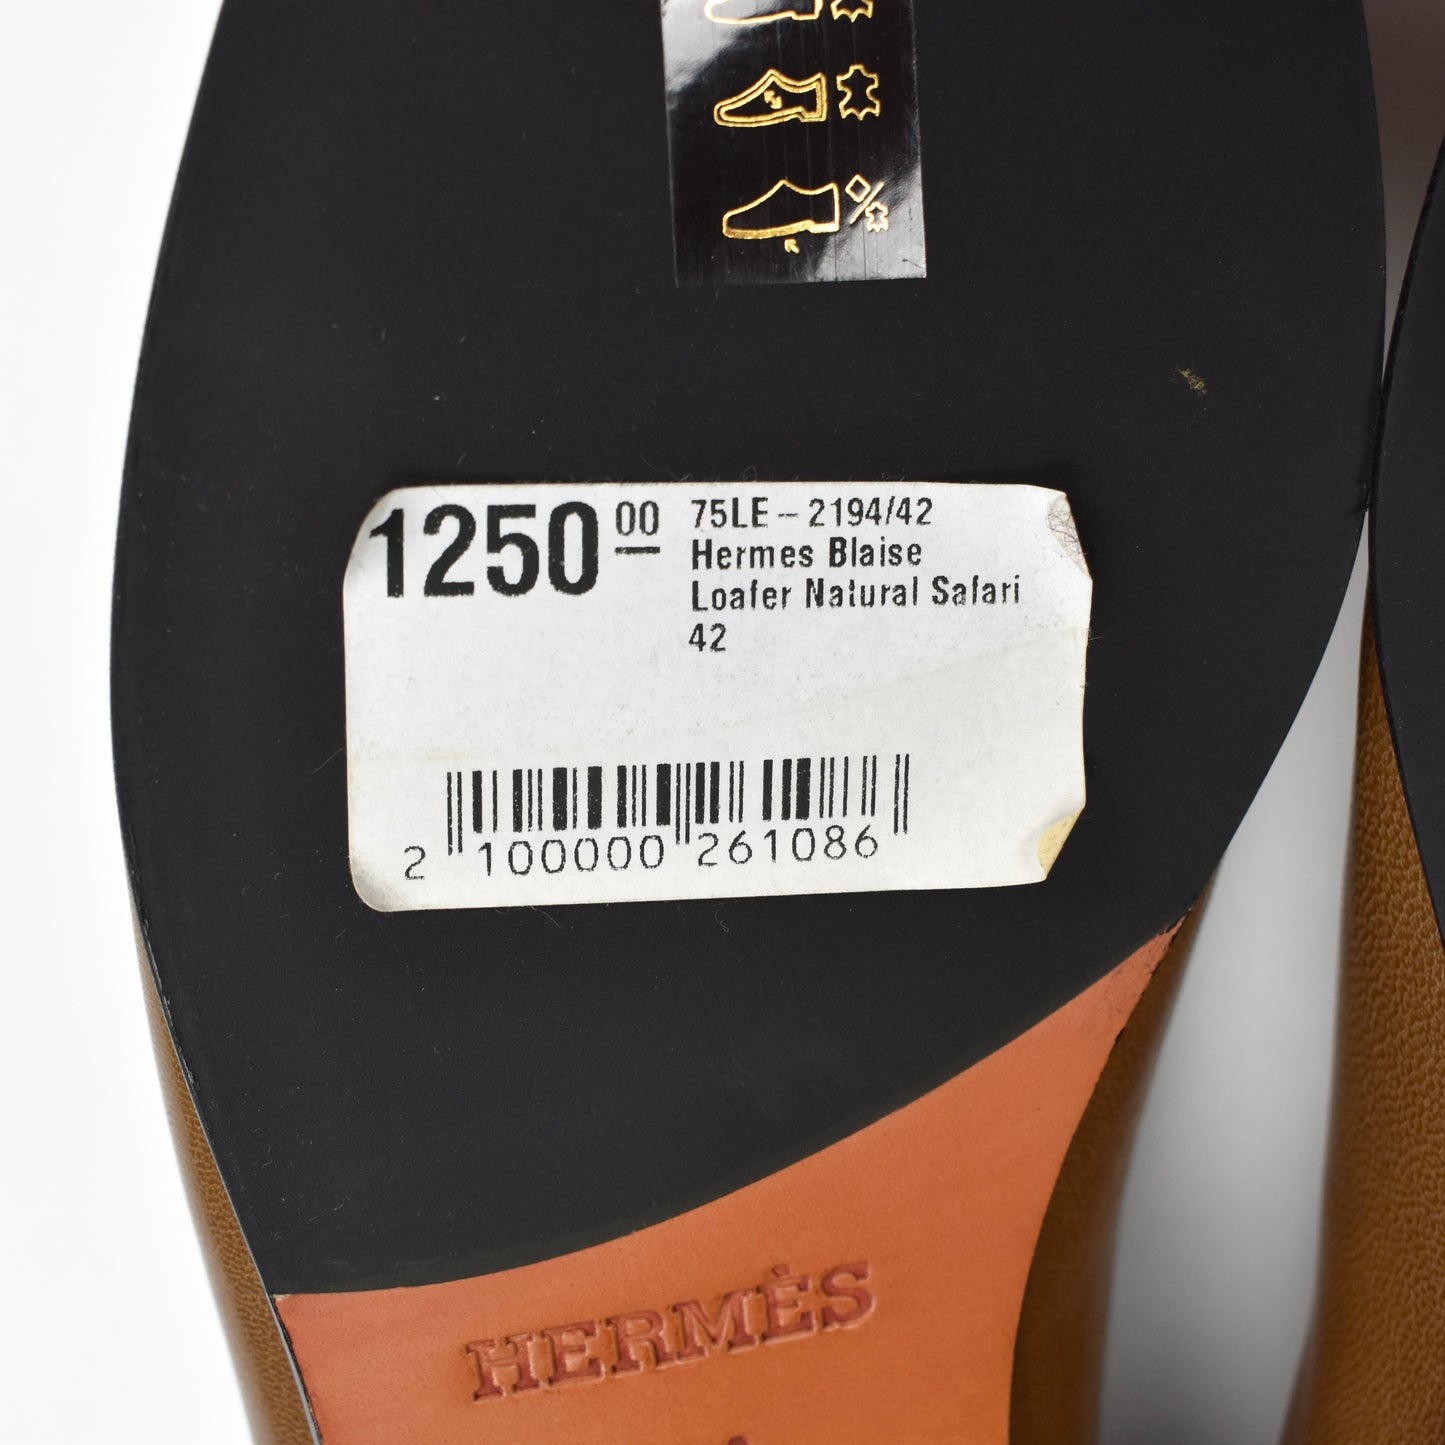 1250 00
75LE - 2194/42
Hermes Blaise
Loafer Natural Safari
42
2 100000 261086
HERMÈS